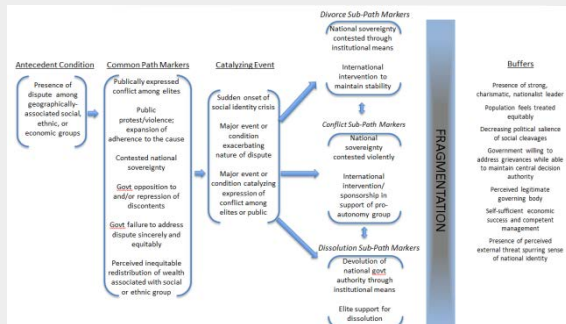 Antecedent Condition
Presence of
dispute among
geographically-
associated social,
ethnic, or
economic groups
Common Path Markers
Publically expressed
conflict among elites
Public
protest/violence;
expansion of
adherence to the cause
Contested national
sovereignty
Govt opposition to
and/or repression of
discontents
Govt failure to address
dispute sincerely and
equitably
Perceived inequitable
redistribution of wealth
associated with social
or ethnic group
Catalyzing Event
Sudden onset of
social identity crisis
Major event or
condition
exacerbating
nature of dispute
Major event or
condition catalyzing
expression of
conflict among
elites or public
Divorce Sub-Path Markers
National sovereignty
contested through
institutional means
International
intervention to
maintain stability
Conflict Sub-Path Markers
National
sovereignty
contested violently
International
intervention/
sponsorship in
support of pro-
autonomy group
Dissolution Sub-Path Markers
Devolution of
national govt
authority through
institutional means
Elite support for
dissolution
FRAGMENTATION
Buffers
Presence of strong,
charismatic, nationalist leader
Population feels treated
equitably
Decreasing political salience
of social cleavages
Government willing to
address grievances while able
to maintain central decision
authority
Perceived legitimate
governing body
Self-sufficient economic
success and competent
management
Presence of perceived
external threat spurring sense
of national identity